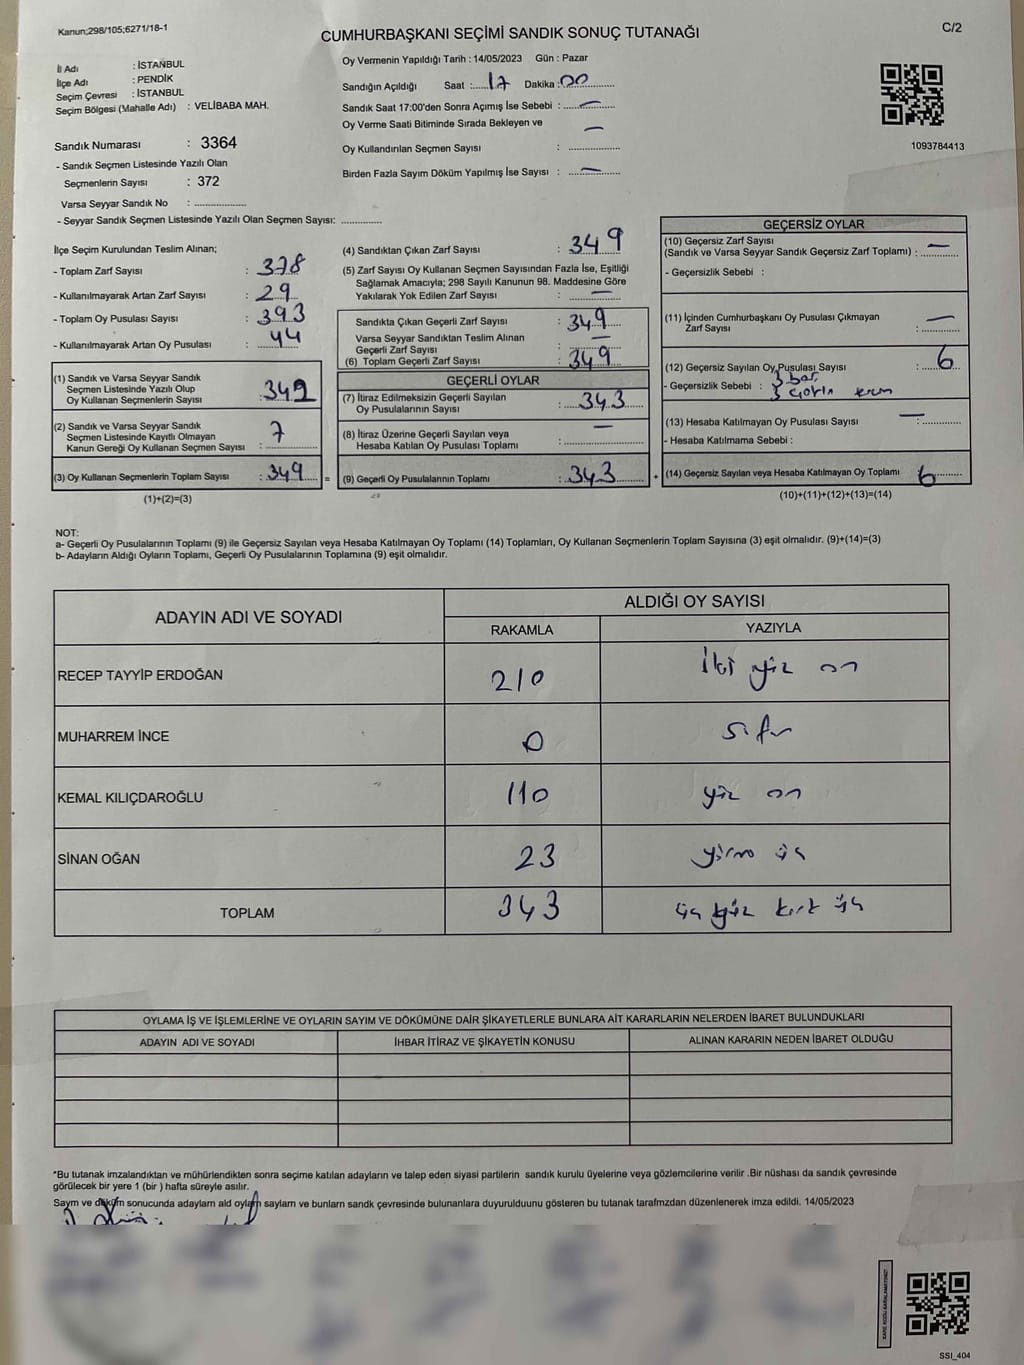 Kanun;298/105;6271/18-1
CUMHURBAŞKANI SEÇİMİ SANDIK SONUÇ TUTANAĞI
C/2
İl Adı : İSTANBUL
İlçe Adı : PENDİK
Seçim Çevresi : İSTANBUL
Seçim Bölgesi (Mahalle Adı) : VELİBABA MAH.
Sandık Numarası : 3364
- Sandık Seçmen Listesinde Yazılı Olan
Seçmenlerin Sayısı : 372
Varsa Seyyar Sandık No : ................
- Seyyar Sandık Seçmen Listesinde Yazılı Olan Seçmen Sayısı: .............
Oy Vermenin Yapıldığı Tarih : 14/05/2023 Gün : Pazar
Sandığın Açıldığı Saat :.....17 Dakika :00
Sandık Saat 17:00'den Sonra Açımış İse Sebebi : —
Oy Verme Saati Bitiminde Sırada Bekleyen ve
Oy Kullandırılan Seçmen Sayısı : —
Birden Fazla Sayım Döküm Yapılmış İse Sayısı : —
1093784413
İlçe Seçim Kurulundan Teslim Alınan;
- Toplam Zarf Sayısı : 378
- Kullanılmayarak Artan Zarf Sayısı : 29
- Toplam Oy Pusulası Sayısı : 393
- Kullanılmayarak Artan Oy Pusulası : 44
(1) Sandık ve Varsa Seyyar Sandık
Seçmen Listesinde Yazılı Olup
Oy Kullanan Seçmenlerin Sayısı : 342
(2) Sandık ve Varsa Seyyar Sandık
Seçmen Listesinde Kayıtlı Olmayan
Kanun Gereği Oy Kullanan Seçmen Sayısı : 7
(3) Oy Kullanan Seçmenlerin Toplam Sayısı : 349 =
(1)+(2)=(3)
(4) Sandıktan Çıkan Zarf Sayısı : 349
(5) Zarf Sayısı Oy Kullanan Seçmen Sayısından Fazla İse, Eşitliği
Sağlamak Amacıyla; 298 Sayılı Kanunun 98. Maddesine Göre
Yakılarak Yok Edilen Zarf Sayısı : —
Sandıkta Çıkan Geçerli Zarf Sayısı : 349
Varsa Seyyar Sandıktan Teslim Alınan
Geçerli Zarf Sayısı : —
(6) Toplam Geçerli Zarf Sayısı : 349
GEÇERLİ OYLAR
(7) İtiraz Edilmeksizin Geçerli Sayılan
Oy Pusulalarının Sayısı : 343
(8) İtiraz Üzerine Geçerli Sayılan veya
Hesaba Katılan Oy Pusulası Toplamı : —
(9) Geçerli Oy Pusulalarının Toplamı : 343 +
GEÇERSİZ OYLAR
(10) Geçersiz Zarf Sayısı
(Sandık ve Varsa Seyyar Sandık Geçersiz Zarf Toplamı) : —
- Geçersizlik Sebebi :
(11) İçinden Cumhurbaşkanı Oy Pusulası Çıkmayan
Zarf Sayısı : —
(12) Geçersiz Sayılan Oy Pusulası Sayısı : 6
- Geçersizlik Sebebi : 3 boş
3
(13) Hesaba Katılmayan Oy Pusulası Sayısı : —
- Hesaba Katılmama Sebebi :
(14) Geçersiz Sayılan veya Hesaba Katılmayan Oy Toplamı 6
(10)+(11)+(12)+(13)=(14)
NOT:
a- Geçerli Oy Pusulalarının Toplamı (9) ile Geçersiz Sayılan veya Hesaba Katılmayan Oy Toplamı (14) Toplamları, Oy Kullanan Seçmenlerin Toplam Sayısına (3) eşit olmalıdır. (9)+(14)=(3)
b- Adayların Aldığı Oyların Toplamı, Geçerli Oy Pusulalarının Toplamına (9) eşit olmalıdır.
ADAYIN ADI VE SOYADI
ALDIĞI OY SAYISI
RAKAMLA YAZIYLA
RECEP TAYYİP ERDOĞAN 210 İki yüz on
MUHARREM İNCE 0 Sıfır
KEMAL KILIÇDAROĞLU 110 yüz on
SİNAN OĞAN 23 yirmi üç
TOPLAM 343 üç yüz kırk üç
OYLAMA İŞ VE İŞLEMLERİNE VE OYLARIN SAYIM VE DÖKÜMÜNE DAİR ŞİKAYETLERLE BUNLARA AİT KARARLARIN NELERDEN İBARET BULUNDUKLARI
ADAYIN ADI VE SOYADI İHBAR İTİRAZ VE ŞİKAYETİN KONUSU ALINAN KARARIN NEDEN İBARET OLDUĞU
*Bu tutanak imzalandıktan ve mühürlendikten sonra seçime katılan adayların ve talep eden siyasi partilerin sandık kurulu üyelerine veya gözlemcilerine verilir .Bir nüshası da sandık çevresinde
görülecek bir yere 1 (bir ) hafta süreyle asılır.
Sayım ve döküm sonucunda adaylam ald oylam saylam ve bunlarn sandk çevresinde bulunanlara duyurulduunu gösteren bu tutanak tarafmzdan düzenlenerek imza edildi. 14/05/2023
SSI_404